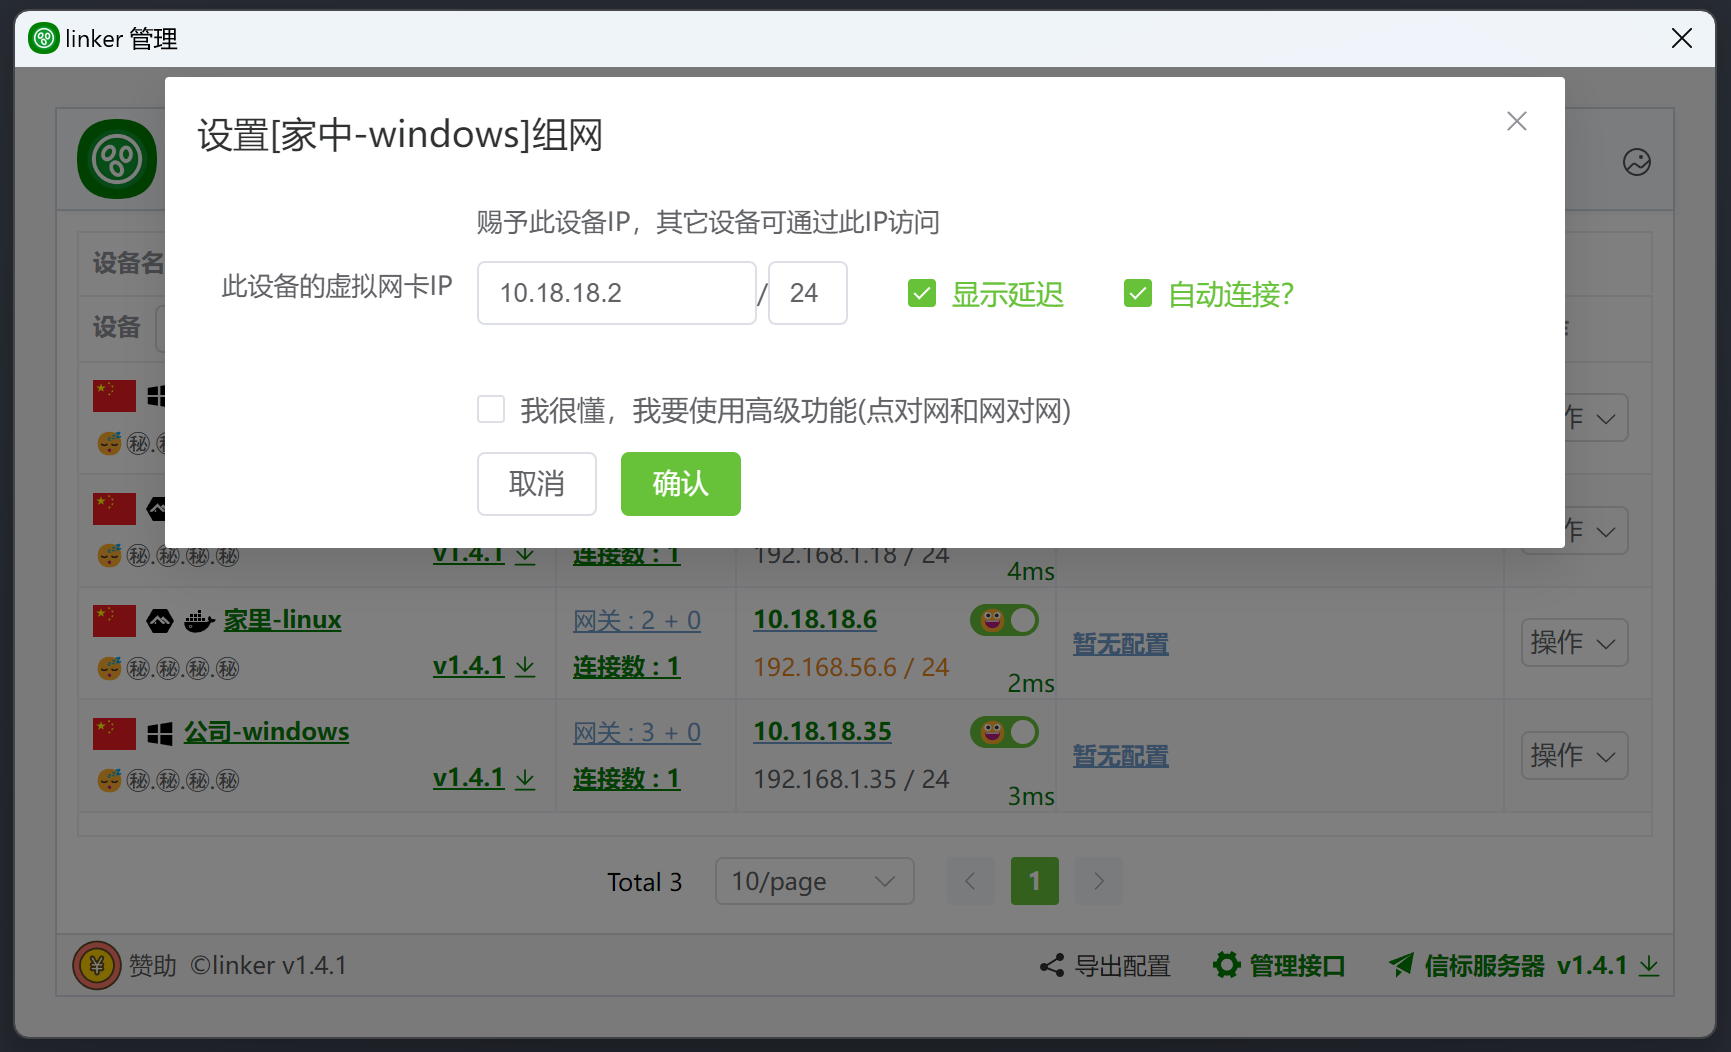 linker 管理
设置[家中-windows]组网
赐予此设备IP，其它设备可通过此IP访问
此设备的虚拟网卡IP 10.18.18.2 / 24 显示延迟 自动连接?
我很懂，我要使用高级功能(点对网和网对网)
取消 确认
设备名
设备
秘.
作
作
秘.秘.秘.秘 v1.4.1 连接数 : 1 192.168.1.18 / 24 4ms
家里-linux 网关 : 2 + 0 10.18.18.6 暂无配置 操作
秘.秘.秘.秘 v1.4.1 连接数 : 1 192.168.56.6 / 24 2ms
公司-windows 网关 : 3 + 0 10.18.18.35 暂无配置 操作
秘.秘.秘.秘 v1.4.1 连接数 : 1 192.168.1.35 / 24 3ms
Total 3 10/page 1
赞助 ©linker v1.4.1 导出配置 管理接口 信标服务器 v1.4.1